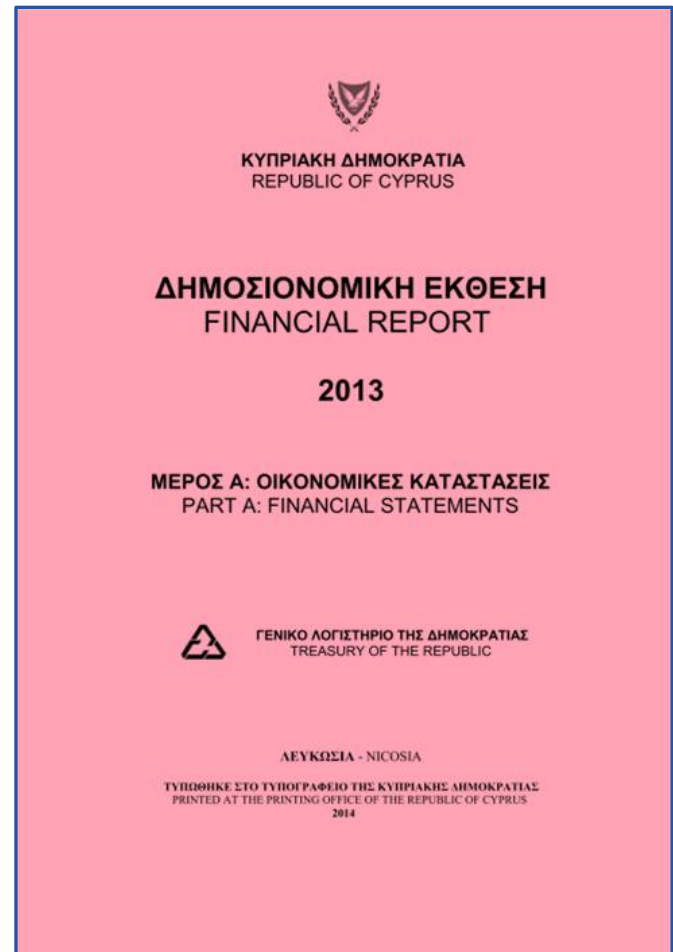 ΚΥΠΡΙΑΚΗ ΔΗΜΟΚΡΑΤΙΑ
REPUBLIC OF CYPRUS
ΔΗΜΟΣΙΟΝΟΜΙΚΗ ΕΚΘΕΣΗ
FINANCIAL REPORT
2013
ΜΕΡΟΣ Α: ΟΙΚΟΝΟΜΙΚΕΣ ΚΑΤΑΣΤΑΣΕΙΣ
PART A: FINANCIAL STATEMENTS
ΓΕΝΙΚΟ ΛΟΓΙΣΤΗΡΙΟ ΤΗΣ ΔΗΜΟΚΡΑΤΙΑΣ
TREASURY OF THE REPUBLIC
ΛΕΥΚΩΣΙΑ - NICOSIA
ΤΥΠΩΘΗΚΕ ΣΤΟ ΤΥΠΟΓΡΑΦΕΙΟ ΤΗΣ ΚΥΠΡΙΑΚΗΣ ΔΗΜΟΚΡΑΤΙΑΣ
PRINTED AT THE PRINTING OFFICE OF THE REPUBLIC OF CYPRUS
2014